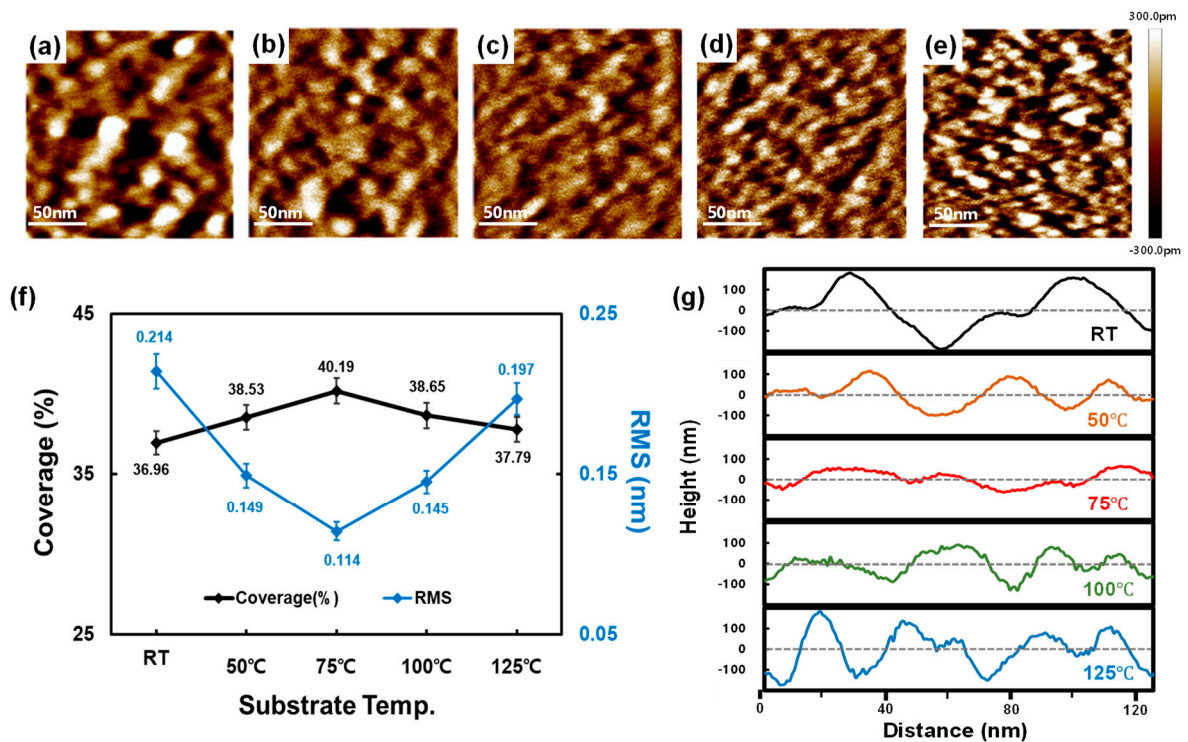 300.0pm
(a)
(b)
(c)
(d)
(e)
50nm
50nm
50nm
50nm
50nm
-300.0pm
(f)
45
0.25
0.214
40.19
0.197
38.53
38.65
36.96
37.79
Coverage (%)
35
0.15
RMS (nm)
0.149
0.145
0.114
Coverage(%)
RMS
25
0.05
RT
50℃
75℃
100℃
125℃
Substrate Temp.
(g)
Height (nm)
100
0
-100
RT
100
0
-100
50℃
100
0
-100
75℃
100
0
-100
100℃
100
0
-100
125℃
0
40
80
120
Distance (nm)